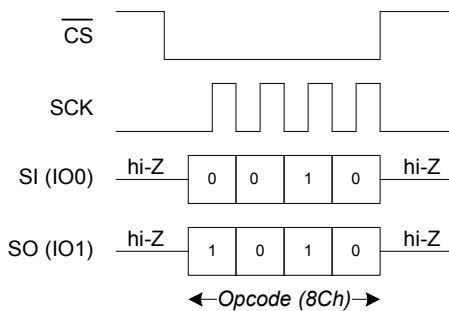 CS
SCK
SI (IO0) hi-Z 0 0 1 0 hi-Z
SO (IO1) hi-Z 1 0 1 0 hi-Z
Opcode (8Ch)